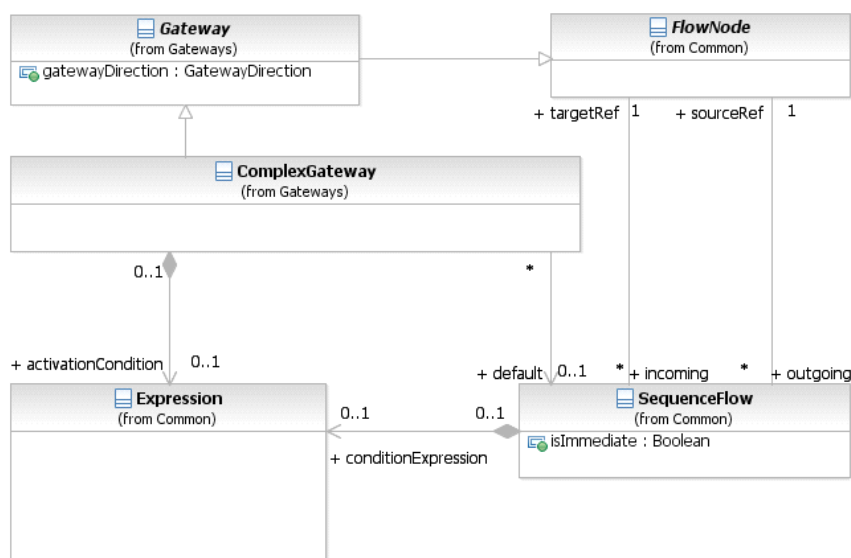 Gateway
(from Gateways)
gatewayDirection : GatewayDirection
FlowNode
(from Common)
+ targetRef 1 + sourceRef 1
ComplexGateway
(from Gateways)
0..1 *
+ activationCondition 0..1
+ default 0..1 * + incoming * + outgoing
Expression
(from Common)
0..1 0..1
+ conditionExpression
SequenceFlow
(from Common)
isImmediate : Boolean